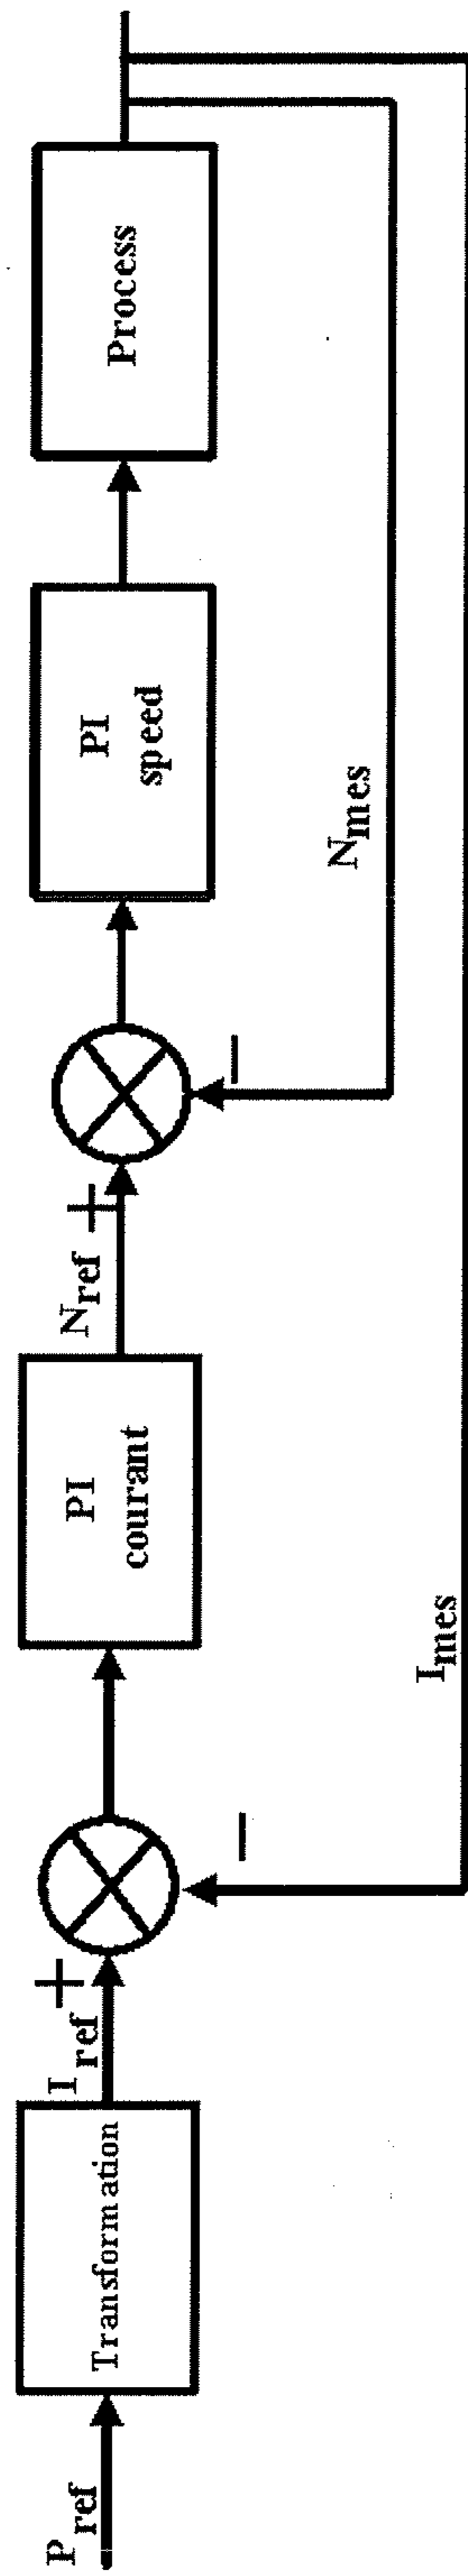 P ref
Transformation
I ref
+
−
PI
courant
N ref
+
−
PI
speed
Process
N mes
I mes